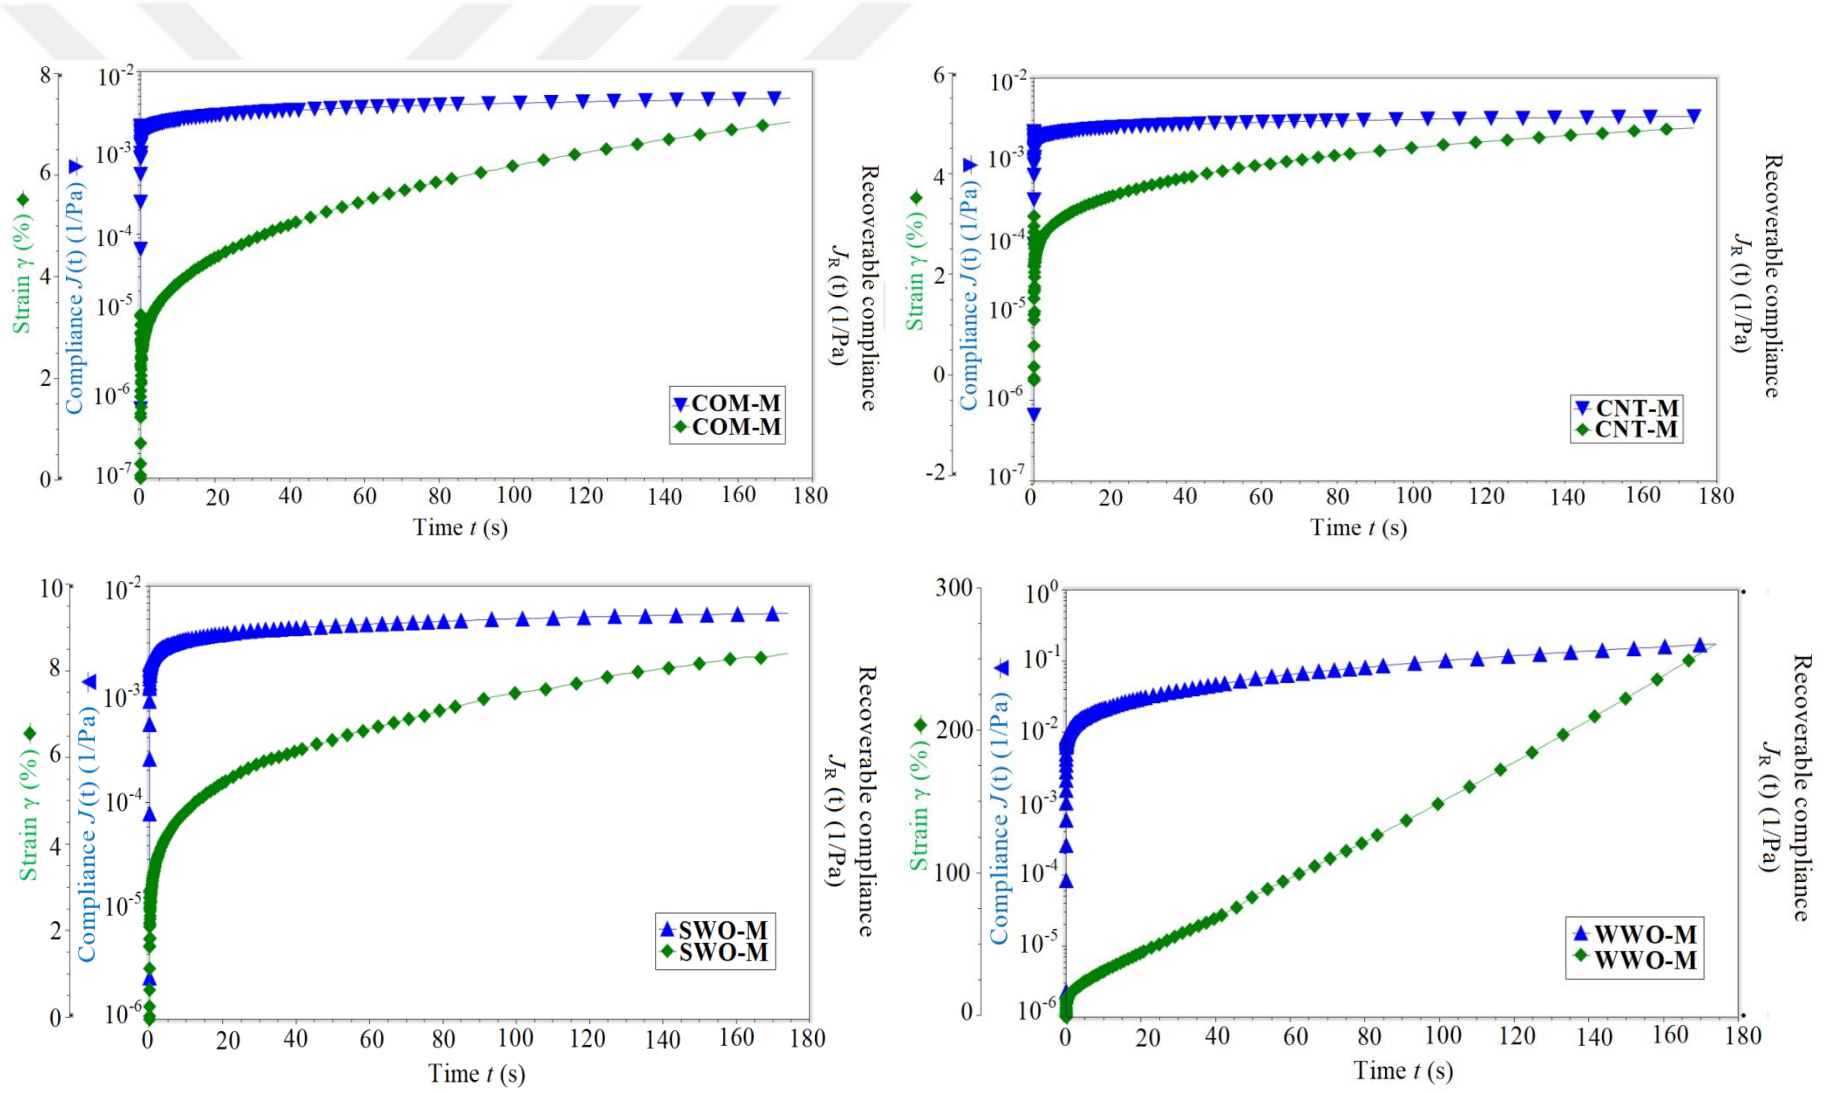 8
6
4
2
0
Strain γ (%)
Compliance J(t) (1/Pa)
10-2
10-3
10-4
10-5
10-6
10-7
0 20 40 60 80 100 120 140 160 180
Time t (s)
Recoverable compliance
JR (t) (1/Pa)
COM-M
COM-M
6
4
2
0
-2
Strain γ (%)
Compliance J(t) (1/Pa)
10-2
10-3
10-4
10-5
10-6
10-7
0 20 40 60 80 100 120 140 160 180
Time t (s)
Recoverable compliance
JR (t) (1/Pa)
CNT-M
CNT-M
10
8
6
4
2
0
Strain γ (%)
Compliance J(t) (1/Pa)
10-2
10-3
10-4
10-5
10-6
0 20 40 60 80 100 120 140 160 180
Time t (s)
Recoverable compliance
JR (t) (1/Pa)
SWO-M
SWO-M
300
200
100
0
Strain γ (%)
Compliance J(t) (1/Pa)
100
10-1
10-2
10-3
10-4
10-5
10-6
0 20 40 60 80 100 120 140 160 180
Time t (s)
Recoverable compliance
JR (t) (1/Pa)
WWO-M
WWO-M